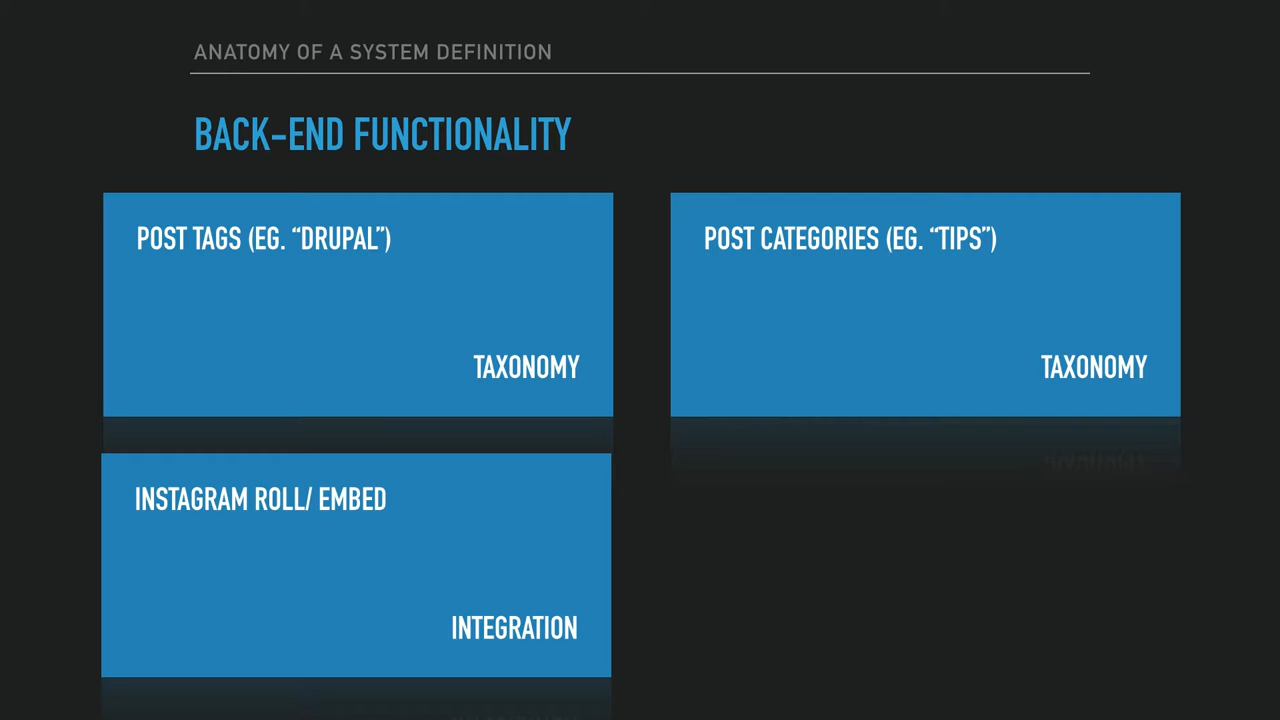 ANATOMY OF A SYSTEM DEFINITION
BACK-END FUNCTIONALITY
POST TAGS (EG. “DRUPAL”)
TAXONOMY
POST CATEGORIES (EG. “TIPS”)
TAXONOMY
INSTAGRAM ROLL/ EMBED
INTEGRATION